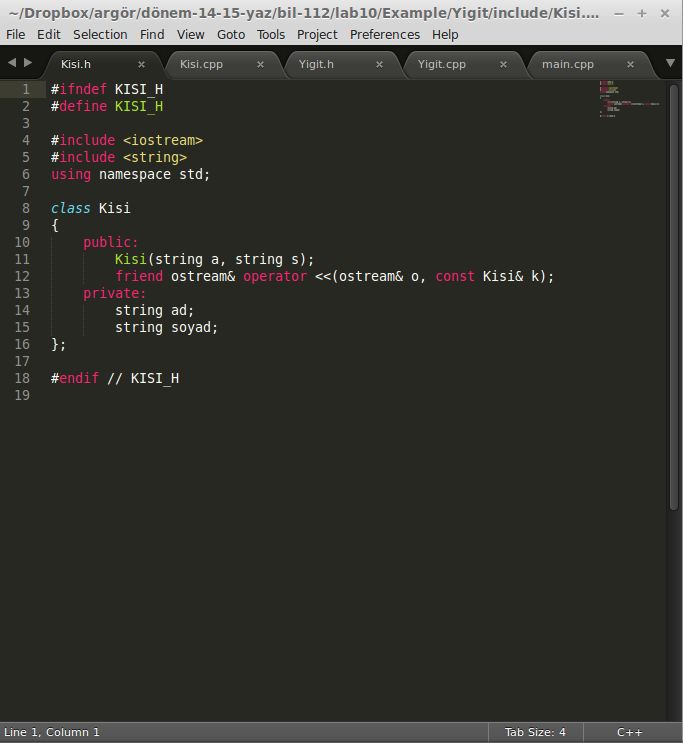 ~/Dropbox/argör/dönem-14-15-yaz/bil-112/lab10/Example/Yigit/include/Kisi....
File Edit Selection Find View Goto Tools Project Preferences Help
Kisi.h Kisi.cpp Yigit.h Yigit.cpp main.cpp
1 #ifndef KISI_H
2 #define KISI_H
3
4 #include <iostream>
5 #include <string>
6 using namespace std;
7
8 class Kisi
9 {
10 public:
11 Kisi(string a, string s);
12 friend ostream& operator <<(ostream& o, const Kisi& k);
13 private:
14 string ad;
15 string soyad;
16 };
17
18 #endif // KISI_H
19
Line 1, Column 1 Tab Size: 4 C++